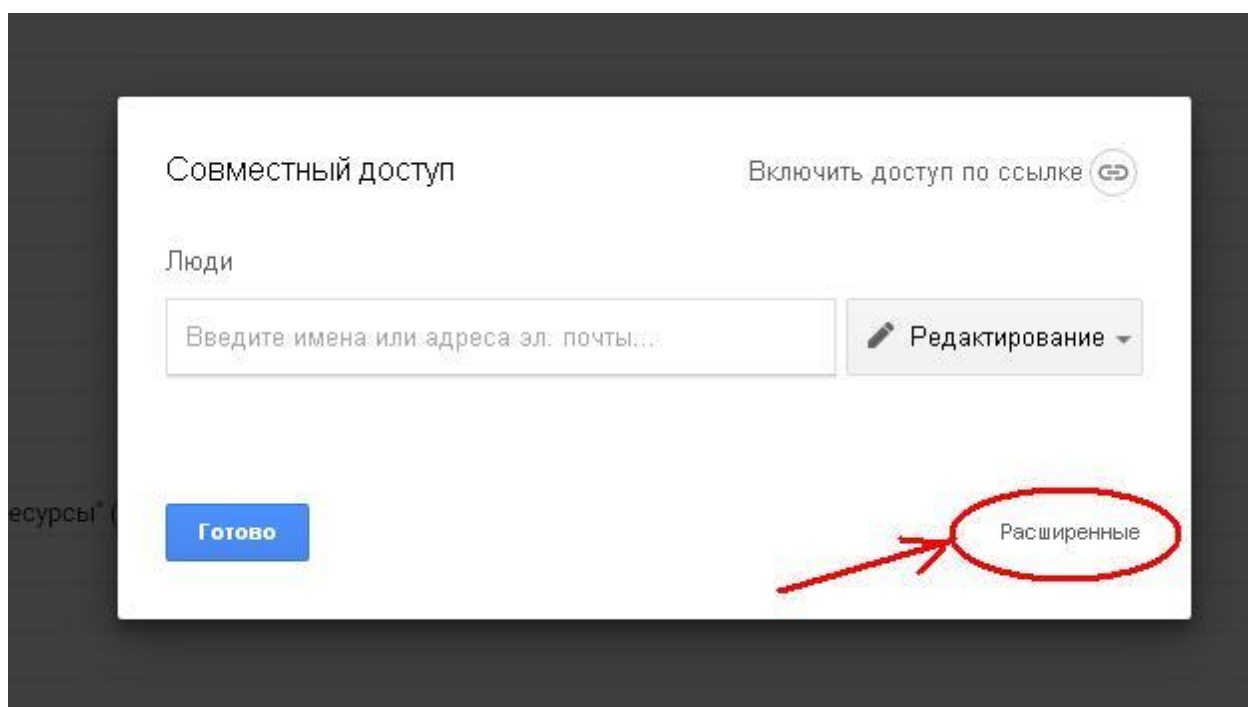 Совместный доступ
Включить доступ по ссылке
Люди
Введите имена или адреса эл. почты...
Редактирование
есурсы" (
Готово
Расширенные